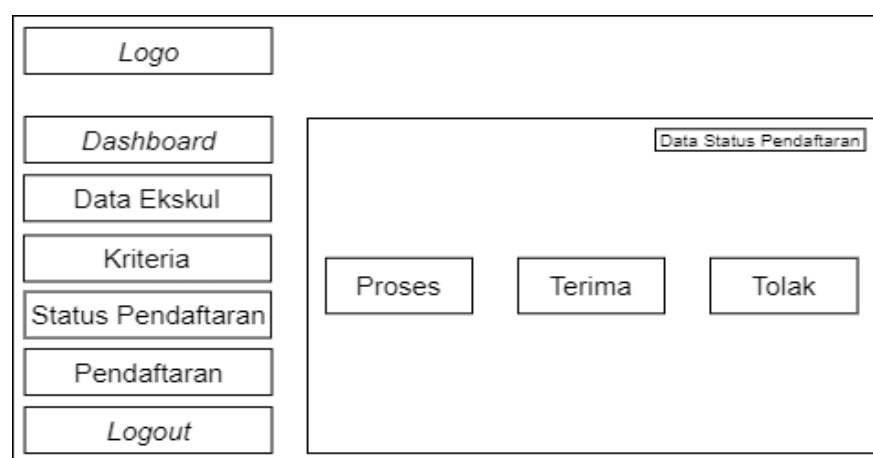 Logo
Dashboard
Data Ekskul
Kriteria
Status Pendaftaran
Pendaftaran
Logout
Data Status Pendaftaran
Proses
Terima
Tolak